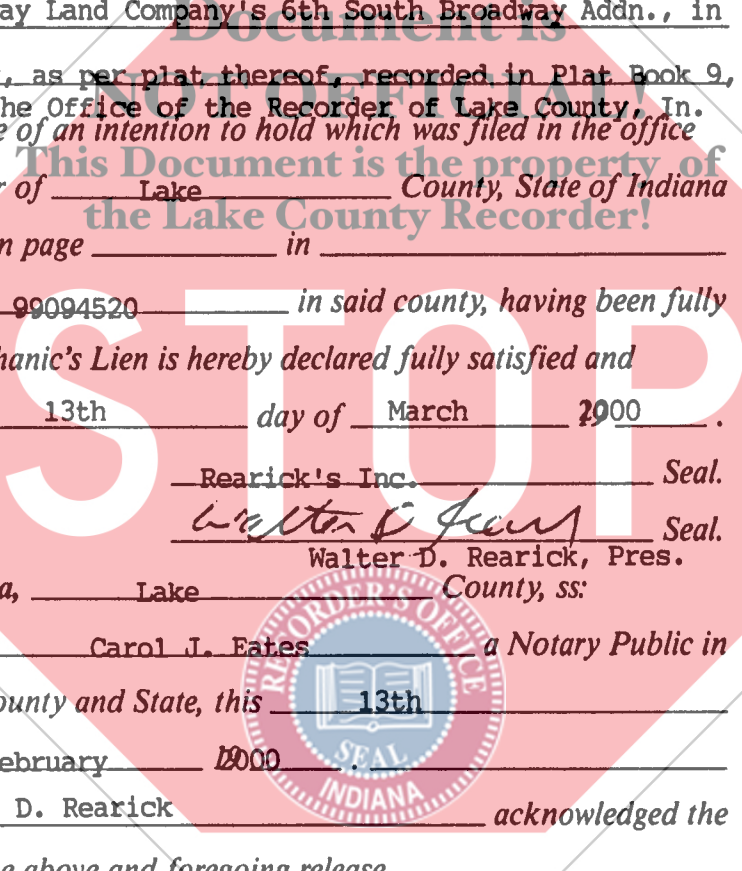 ay Land Company's 6th South Broadway Addn., in
Document is
, as per plat thereof, recorded in Plat Book 9,
NOT OFFICIAL!
he Office of the Recorder of Lake County, In.
e of an intention to hold which was filed in the office
This Document is the property of
r of Lake County, State of Indiana
the Lake County Recorder!
n page in
STOP
99094520 in said county, having been fully
hanic's Lien is hereby declared fully satisfied and
13th day of March 2000 .
Rearick's Inc. Seal.
Walter D Seal.
Walter D. Rearick, Pres.
a, Lake County, ss:
RECORDER'S OFFICE
Carol J. Eates a Notary Public in
ounty and State, this 13th
ebruary 2000 .
SEAL
INDIANA
D. Rearick acknowledged the
e above and foregoing release